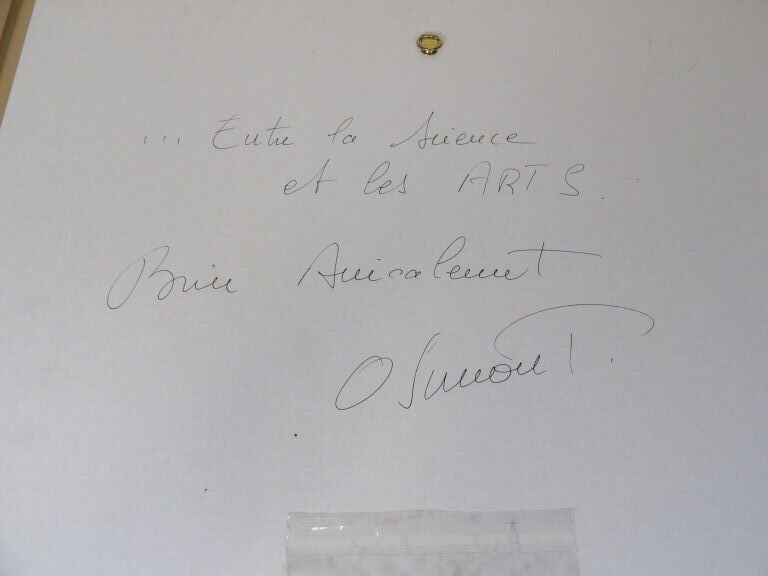 ... Entre la Science
et les ARTS.
Bien Amicalement